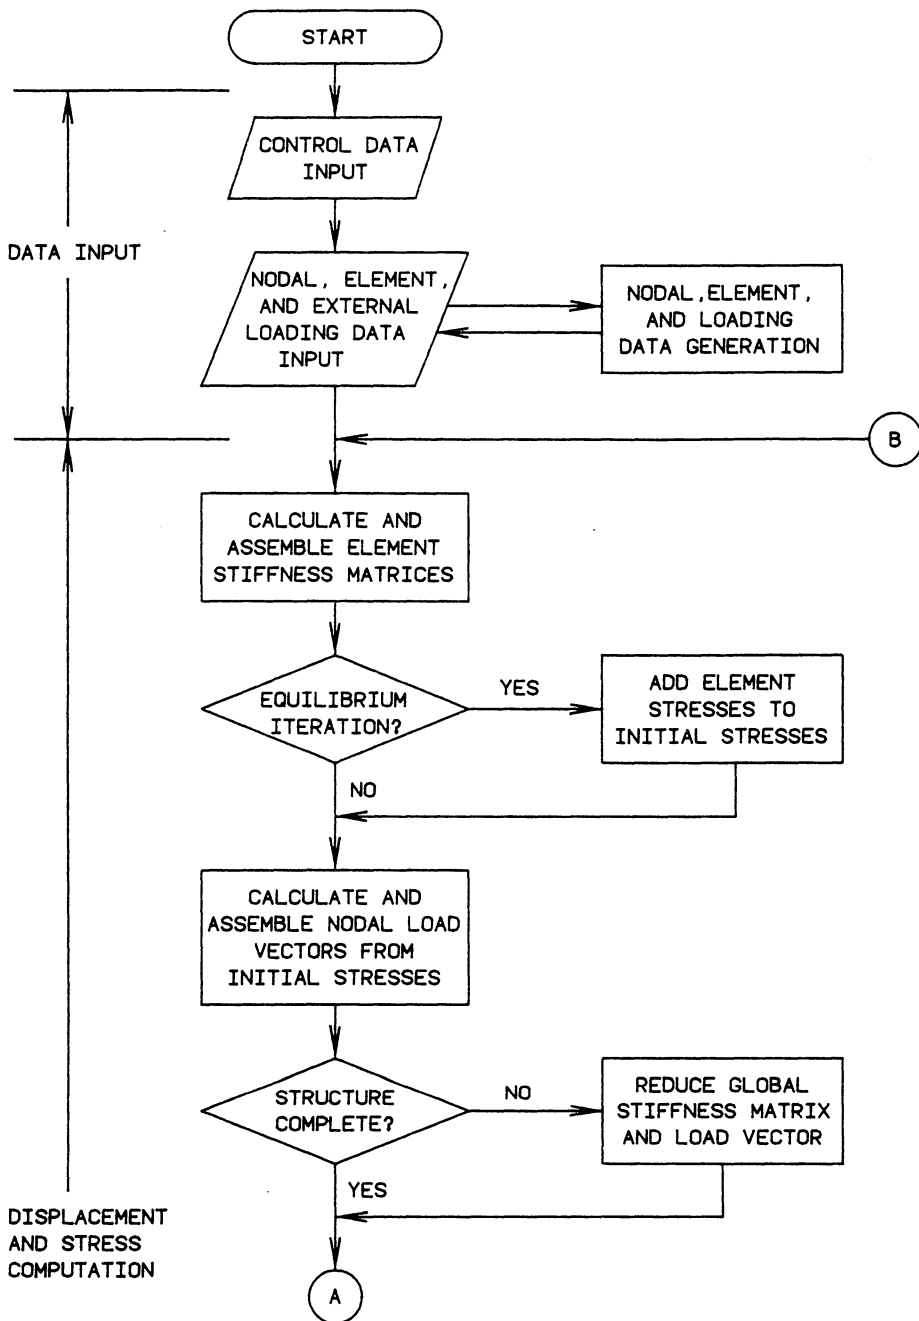 START
CONTROL DATA
INPUT
DATA INPUT
NODAL, ELEMENT,
AND EXTERNAL
LOADING DATA
INPUT
NODAL,ELEMENT,
AND LOADING
DATA GENERATION
B
CALCULATE AND
ASSEMBLE ELEMENT
STIFFNESS MATRICES
EQUILIBRIUM
ITERATION?
YES
ADD ELEMENT
STRESSES TO
INITIAL STRESSES
NO
CALCULATE AND
ASSEMBLE NODAL LOAD
VECTORS FROM
INITIAL STRESSES
STRUCTURE
COMPLETE?
NO
REDUCE GLOBAL
STIFFNESS MATRIX
AND LOAD VECTOR
YES
DISPLACEMENT
AND STRESS
COMPUTATION
A